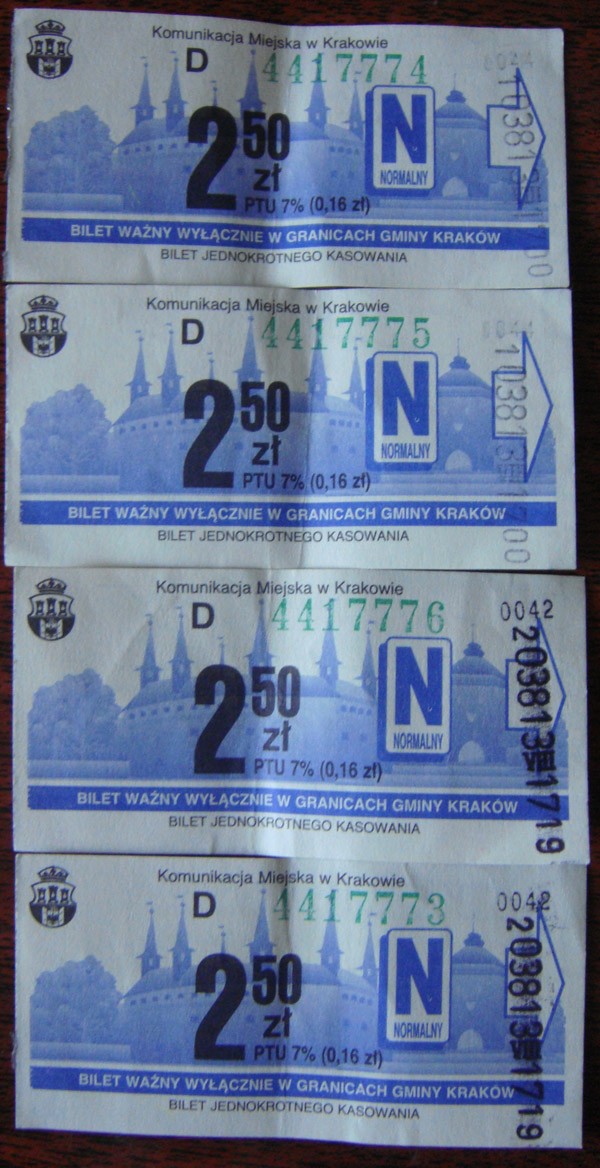 Komunikacja Miejska w Krakowie
D 4417774
2 50 zł
N
NORMALNY
PTU 7% (0,16 zł)
BILET WAŻNY WYŁĄCZNIE W GRANICACH GMINY KRAKÓW
BILET JEDNOKROTNEGO KASOWANIA
Komunikacja Miejska w Krakowie
D 4417775
2 50 zł
N
NORMALNY
PTU 7% (0,16 zł)
BILET WAŻNY WYŁĄCZNIE W GRANICACH GMINY KRAKÓW
BILET JEDNOKROTNEGO KASOWANIA
Komunikacja Miejska w Krakowie
D 4417776
0042
2 50 zł
N
NORMALNY
PTU 7% (0,16 zł)
BILET WAŻNY WYŁĄCZNIE W GRANICACH GMINY KRAKÓW
BILET JEDNOKROTNEGO KASOWANIA
Komunikacja Miejska w Krakowie
D 4417773
0042
2 50 zł
N
NORMALNY
PTU 7% (0,16 zł)
BILET WAŻNY WYŁĄCZNIE W GRANICACH GMINY KRAKÓW
BILET JEDNOKROTNEGO KASOWANIA